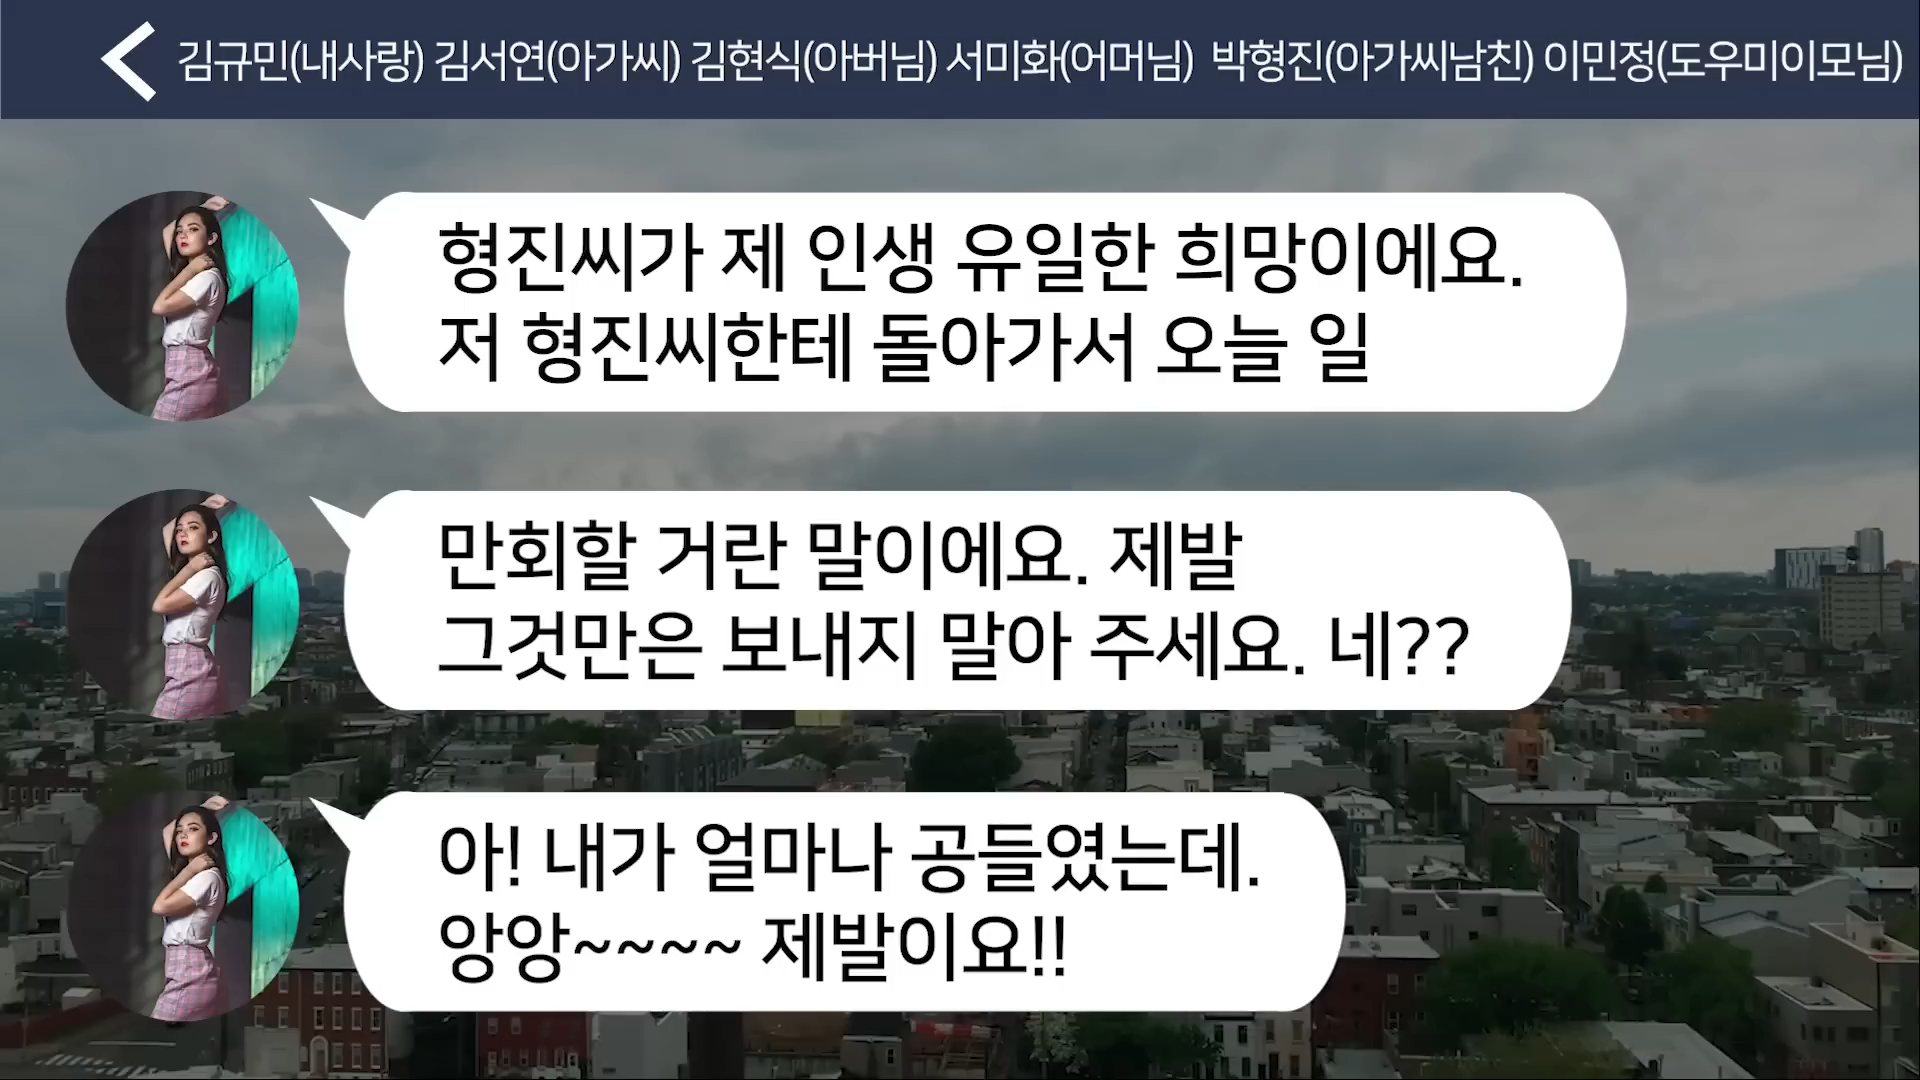 김규민(내사랑) 김서연(아가씨) 김현식(아버님) 서미화(어머님) 박형진(아가씨남친) 이민정(도우미이모님)
형진씨가 제 인생 유일한 희망이에요.
저 형진씨한테 돌아가서 오늘 일
만회할 거란 말이에요. 제발
그것만은 보내지 말아 주세요. 네??
아! 내가 얼마나 공들였는데.
앙앙~~~~ 제발이요!!